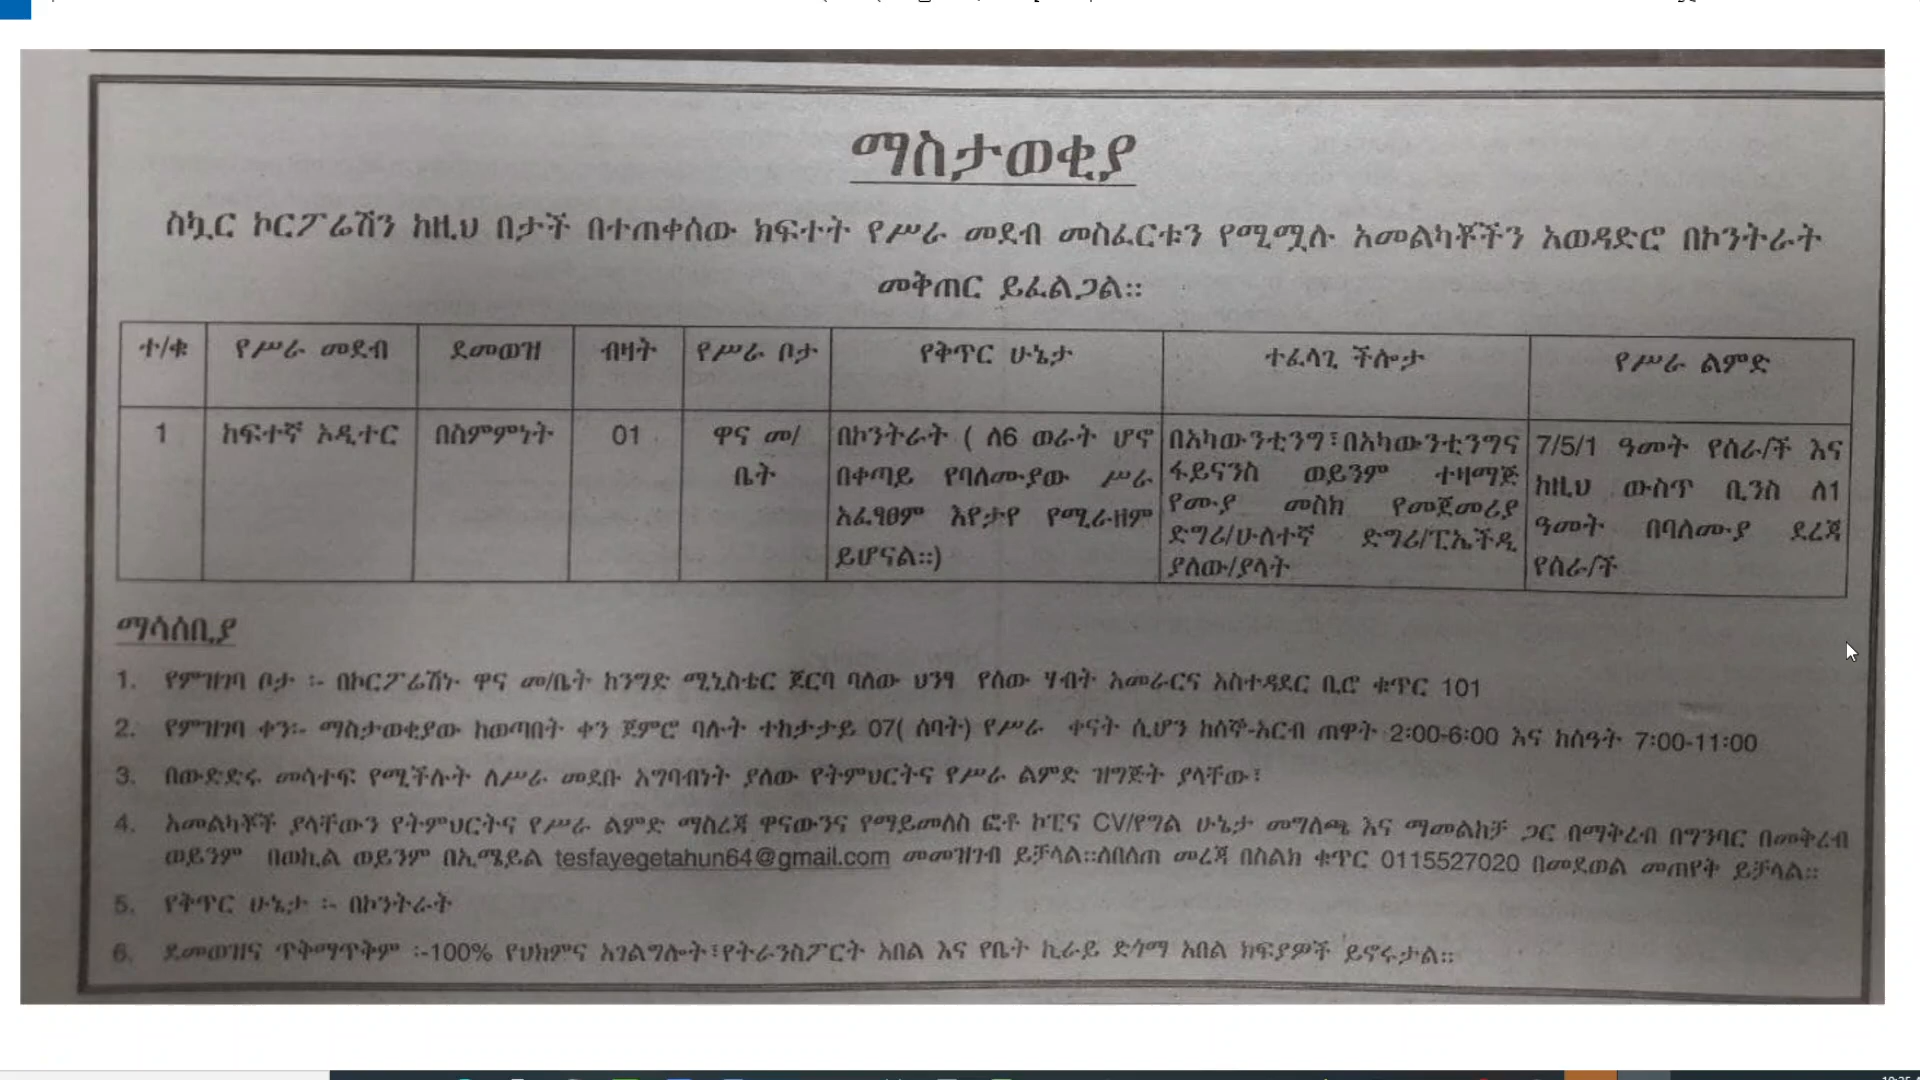 ማስታወቂያ
ስኳር ኮርፖሬሽን ከዚህ በታች በተጠቀሰው ክፍተት የሥራ መደብ መስፈርቱን የሚሟሉ አመልካቾችን አወዳድሮ በኮንትራት
መቅጠር ይፈልጋል፡፡
ተ/ቁ የሥራ መደብ ደመወዝ ብዛት የሥራ ቦታ የቅጥር ሁኔታ ተፈላጊ ችሎታ የሥራ ልምድ
1 ከፍተኛ ኦዲተር በስምምነት 01
ዋና መ/
ቤት
በኮንትራት ( ለ6 ወራት ሆኖ
በቀጣይ የባለሙያው ሥራ
አፈፃፀም እየታየ የሚራዘም
ይሆናል፡፡)
በአካውንቲንግ፣በአካውንቲንግና
ፋይናንስ ወይንም ተዛማጅ
የሙያ መስክ የመጀመሪያ
ድግሪ/ሁለተኛ ድግሪ/ፒኤችዲ
ያለው/ያላት
7/5/1 ዓመት የሰራ/ች እና
ከዚህ ውስጥ ቢንስ ለ1
ዓመት በባለሙያ ደረጃ
የሰራ/ች
ማሳሰቢያ
1. የምዝገባ ቦታ ፡- በኮርፖሬሽኑ ዋና መ/ቤት ከንግድ ሚኒስቴር ጀርባ ባለው ህንፃ የሰው ሃብት አመራርና አስተዳደር ቢሮ ቁጥር 101
2. የምዝገባ ቀን፡- ማስታወቂያው ከወጣበት ቀን ጀምሮ ባሉት ተከታታይ 07( ሰባት) የሥራ ቀናት ሲሆን ከሰኞ-አርብ ጠዋት 2፡00-6፡00 እና ከሰዓት 7፡00-11፡00
3. በውድድሩ መሳተፍ የሚችሉት ለሥራ መደቡ አግባብነት ያለው የትምህርትና የሥራ ልምድ ዝግጅት ያላቸው፣
4. አመልካቾች ያላቸውን የትምህርትና የሥራ ልምድ ማስረጃ ዋናውንና የማይመለስ ፎቶ ኮፒና CV/የግል ሁኔታ መግለጫ እና ማመልከቻ ጋር በማቅረብ በግንባር በመቅረብ
ወይንም በወኪል ወይንም በኢሜይል tesfayegetahun64@gmail.com መመዝገብ ይቻላል፡፡ለበለጠ መረጃ በስልክ ቁጥር 0115527020 በመደወል መጠየቅ ይቻላል፡፡
5. የቅጥር ሁኔታ ፡- በኮንትራት
6. ደመወዝና ጥቅማጥቅም ፡-100% የህክምና አገልግሎት፣የትራንስፖርት አበል እና የቤት ኪራይ ድጎማ አበል ክፍያዎች ይኖሩታል፡፡